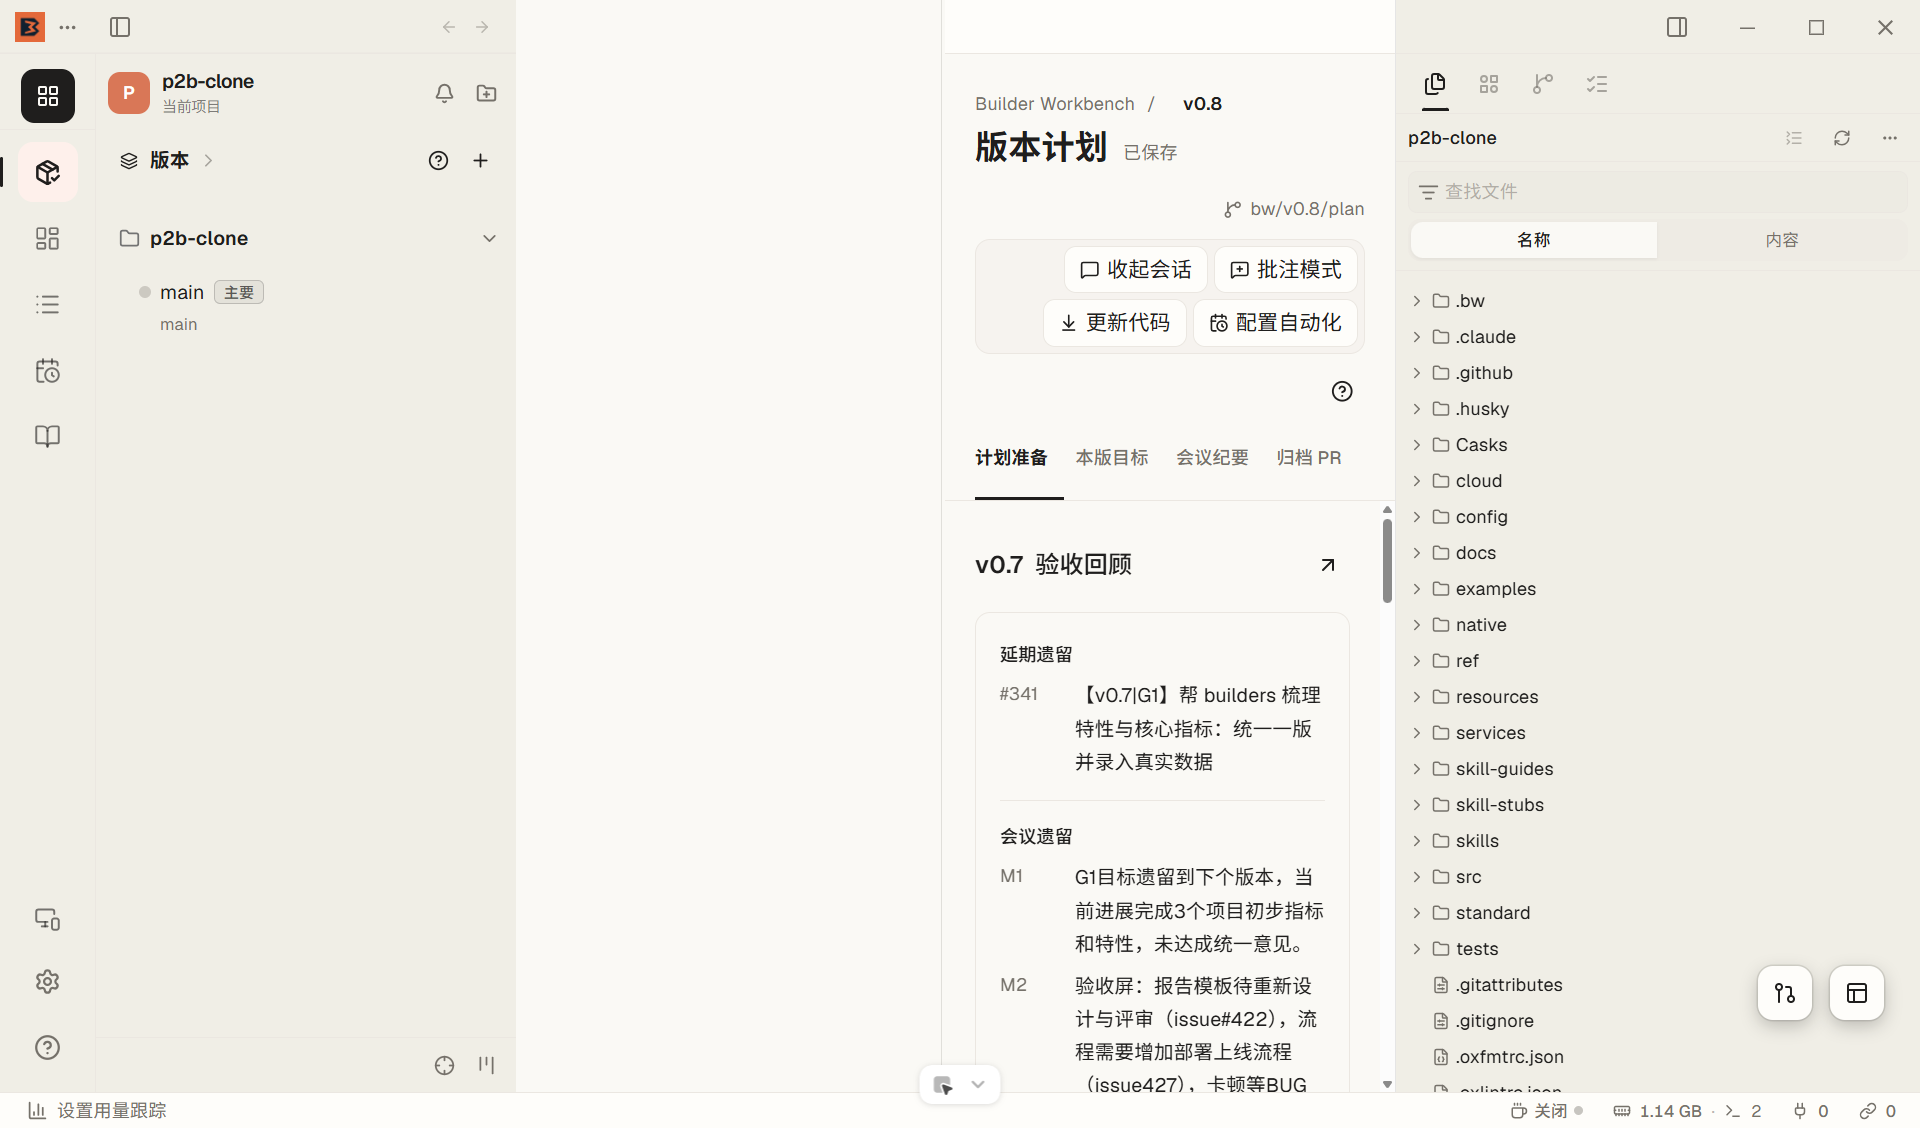 P
p2b-clone
当前项目
版本
p2b-clone
main 主要
main
Builder Workbench / v0.8
版本计划 已保存
bw/v0.8/plan
收起会话 批注模式
更新代码 配置自动化
计划准备 本版目标 会议纪要 归档 PR
v0.7 验收回顾
延期遗留
#341 【v0.7|G1】帮 builders 梳理
特性与核心指标：统一一版
并录入真实数据
会议遗留
M1 G1目标遗留到下个版本，当
前进展完成3个项目初步指标
和特性，未达成统一意见。
M2 验收屏：报告模板待重新设
计与评审（issue#422），流
程需要增加部署上线流程
（issue427），卡顿等BUG
p2b-clone
查找文件
名称 内容
.bw
.claude
.github
.husky
Casks
cloud
config
docs
examples
native
ref
resources
services
skill-guides
skill-stubs
skills
src
standard
tests
.gitattributes
.gitignore
.oxfmtrc.json
.oxlintrc.json
设置用量跟踪
关闭 1.14 GB · 2 0 0